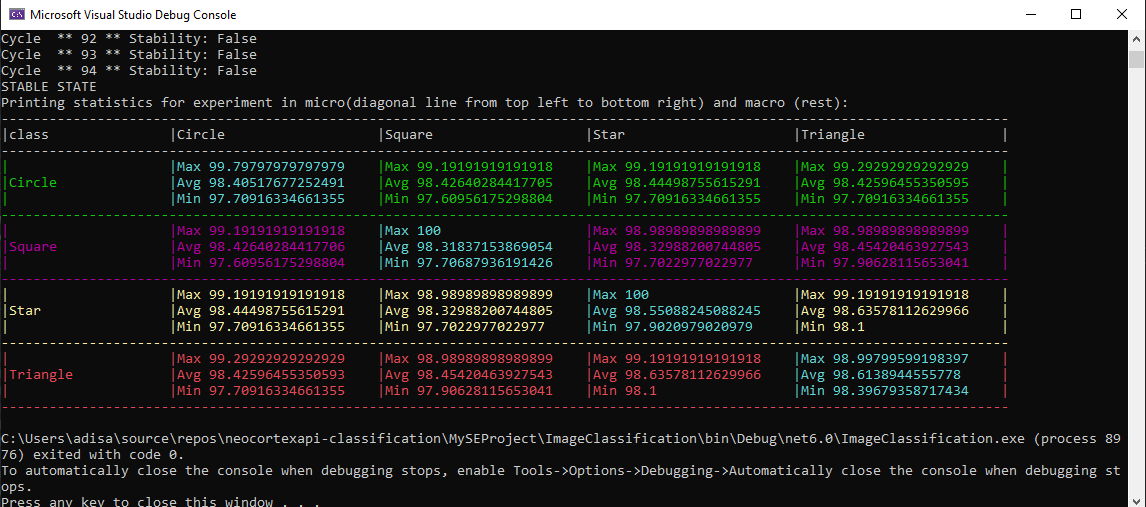 Microsoft Visual Studio Debug Console
Cycle  ** 92 ** Stability: False
Cycle  ** 93 ** Stability: False
Cycle  ** 94 ** Stability: False
STABLE STATE
Printing statistics for experiment in micro(diagonal line from top left to bottom right) and macro (rest):
|class |Circle |Square |Star |Triangle |
| |Max 99.79797979797979 |Max 99.19191919191918 |Max 99.19191919191918 |Max 99.29292929292929 |
|Circle |Avg 98.40517677252491 |Avg 98.42640284417705 |Avg 98.44498755615291 |Avg 98.42596455350595 |
| |Min 97.70916334661355 |Min 97.60956175298804 |Min 97.70916334661355 |Min 97.70916334661355 |
| |Max 99.19191919191918 |Max 100 |Max 98.98989898989899 |Max 98.98989898989899 |
|Square |Avg 98.42640284417706 |Avg 98.31837153869054 |Avg 98.32988200744805 |Avg 98.45420463927543 |
| |Min 97.60956175298804 |Min 97.70687936191426 |Min 97.7022977022977 |Min 97.90628115653041 |
| |Max 99.19191919191918 |Max 98.98989898989899 |Max 100 |Max 99.19191919191918 |
|Star |Avg 98.44498755615291 |Avg 98.32988200744805 |Avg 98.55088245088245 |Avg 98.63578112629966 |
| |Min 97.70916334661355 |Min 97.7022977022977 |Min 97.9020979020979 |Min 98.1 |
| |Max 99.29292929292929 |Max 98.98989898989899 |Max 99.19191919191918 |Max 98.99799599198397 |
|Triangle |Avg 98.42596455350593 |Avg 98.45420463927543 |Avg 98.63578112629966 |Avg 98.6138944555778 |
| |Min 97.70916334661355 |Min 97.90628115653041 |Min 98.1 |Min 98.39679358717434 |
C:\Users\adisa\source\repos\neocortexapi-classification\MySEProject\ImageClassification\bin\Debug\net6.0\ImageClassification.exe (process 89
76) exited with code 0.
To automatically close the console when debugging stops, enable Tools->Options->Debugging->Automatically close the console when debugging st
ops.
Press any key to close this window . . .